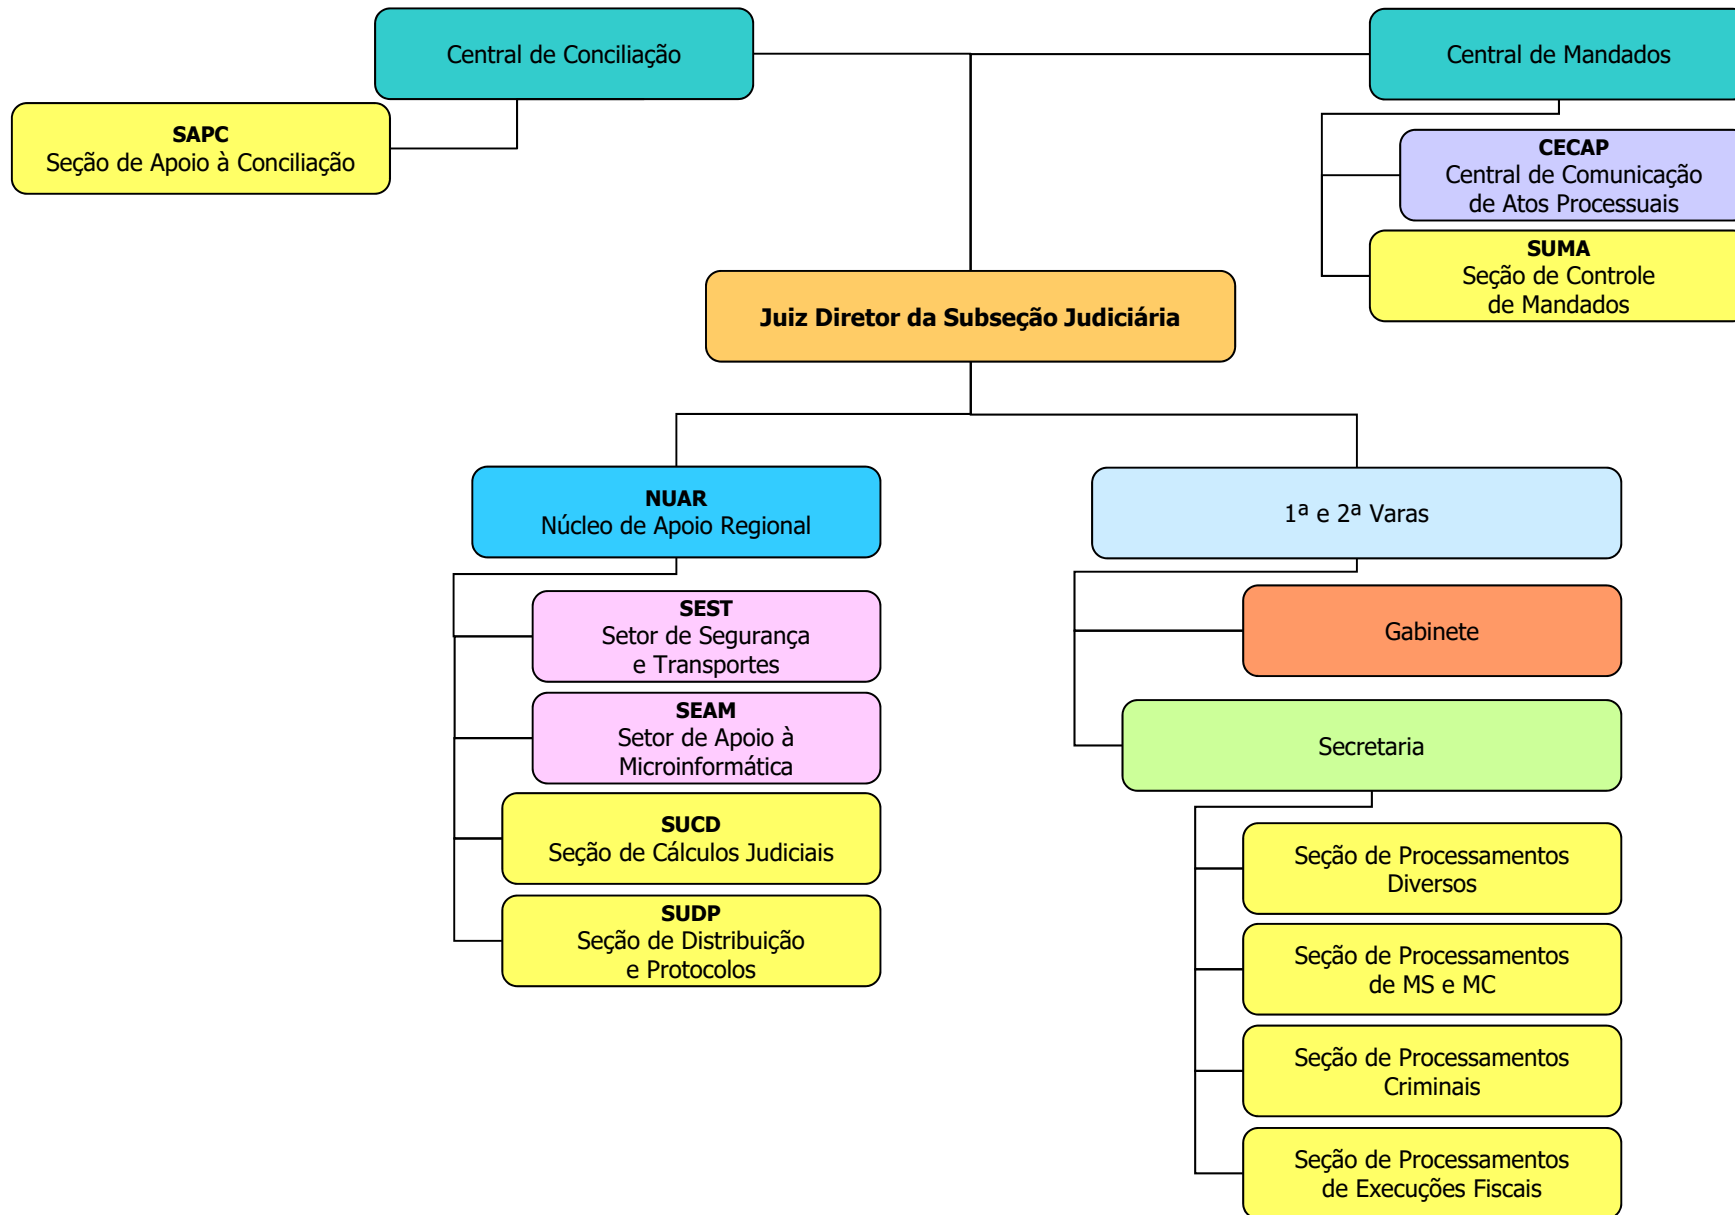 Central de Conciliação
Central de Mandados
SAPC
Seção de Apoio à Conciliação
CECAP
Central de Comunicação
de Atos Processuais
SUMA
Seção de Controle
de Mandados
Juiz Diretor da Subseção Judiciária
NUAR
Núcleo de Apoio Regional
SEST
Setor de Segurança
e Transportes
SEAM
Setor de Apoio à
Microinformática
SUCD
Seção de Cálculos Judiciais
SUDP
Seção de Distribuição
e Protocolos
1ª e 2ª Varas
Gabinete
Secretaria
Seção de Processamentos
Diversos
Seção de Processamentos
de MS e MC
Seção de Processamentos
Criminais
Seção de Processamentos
de Execuções Fiscais